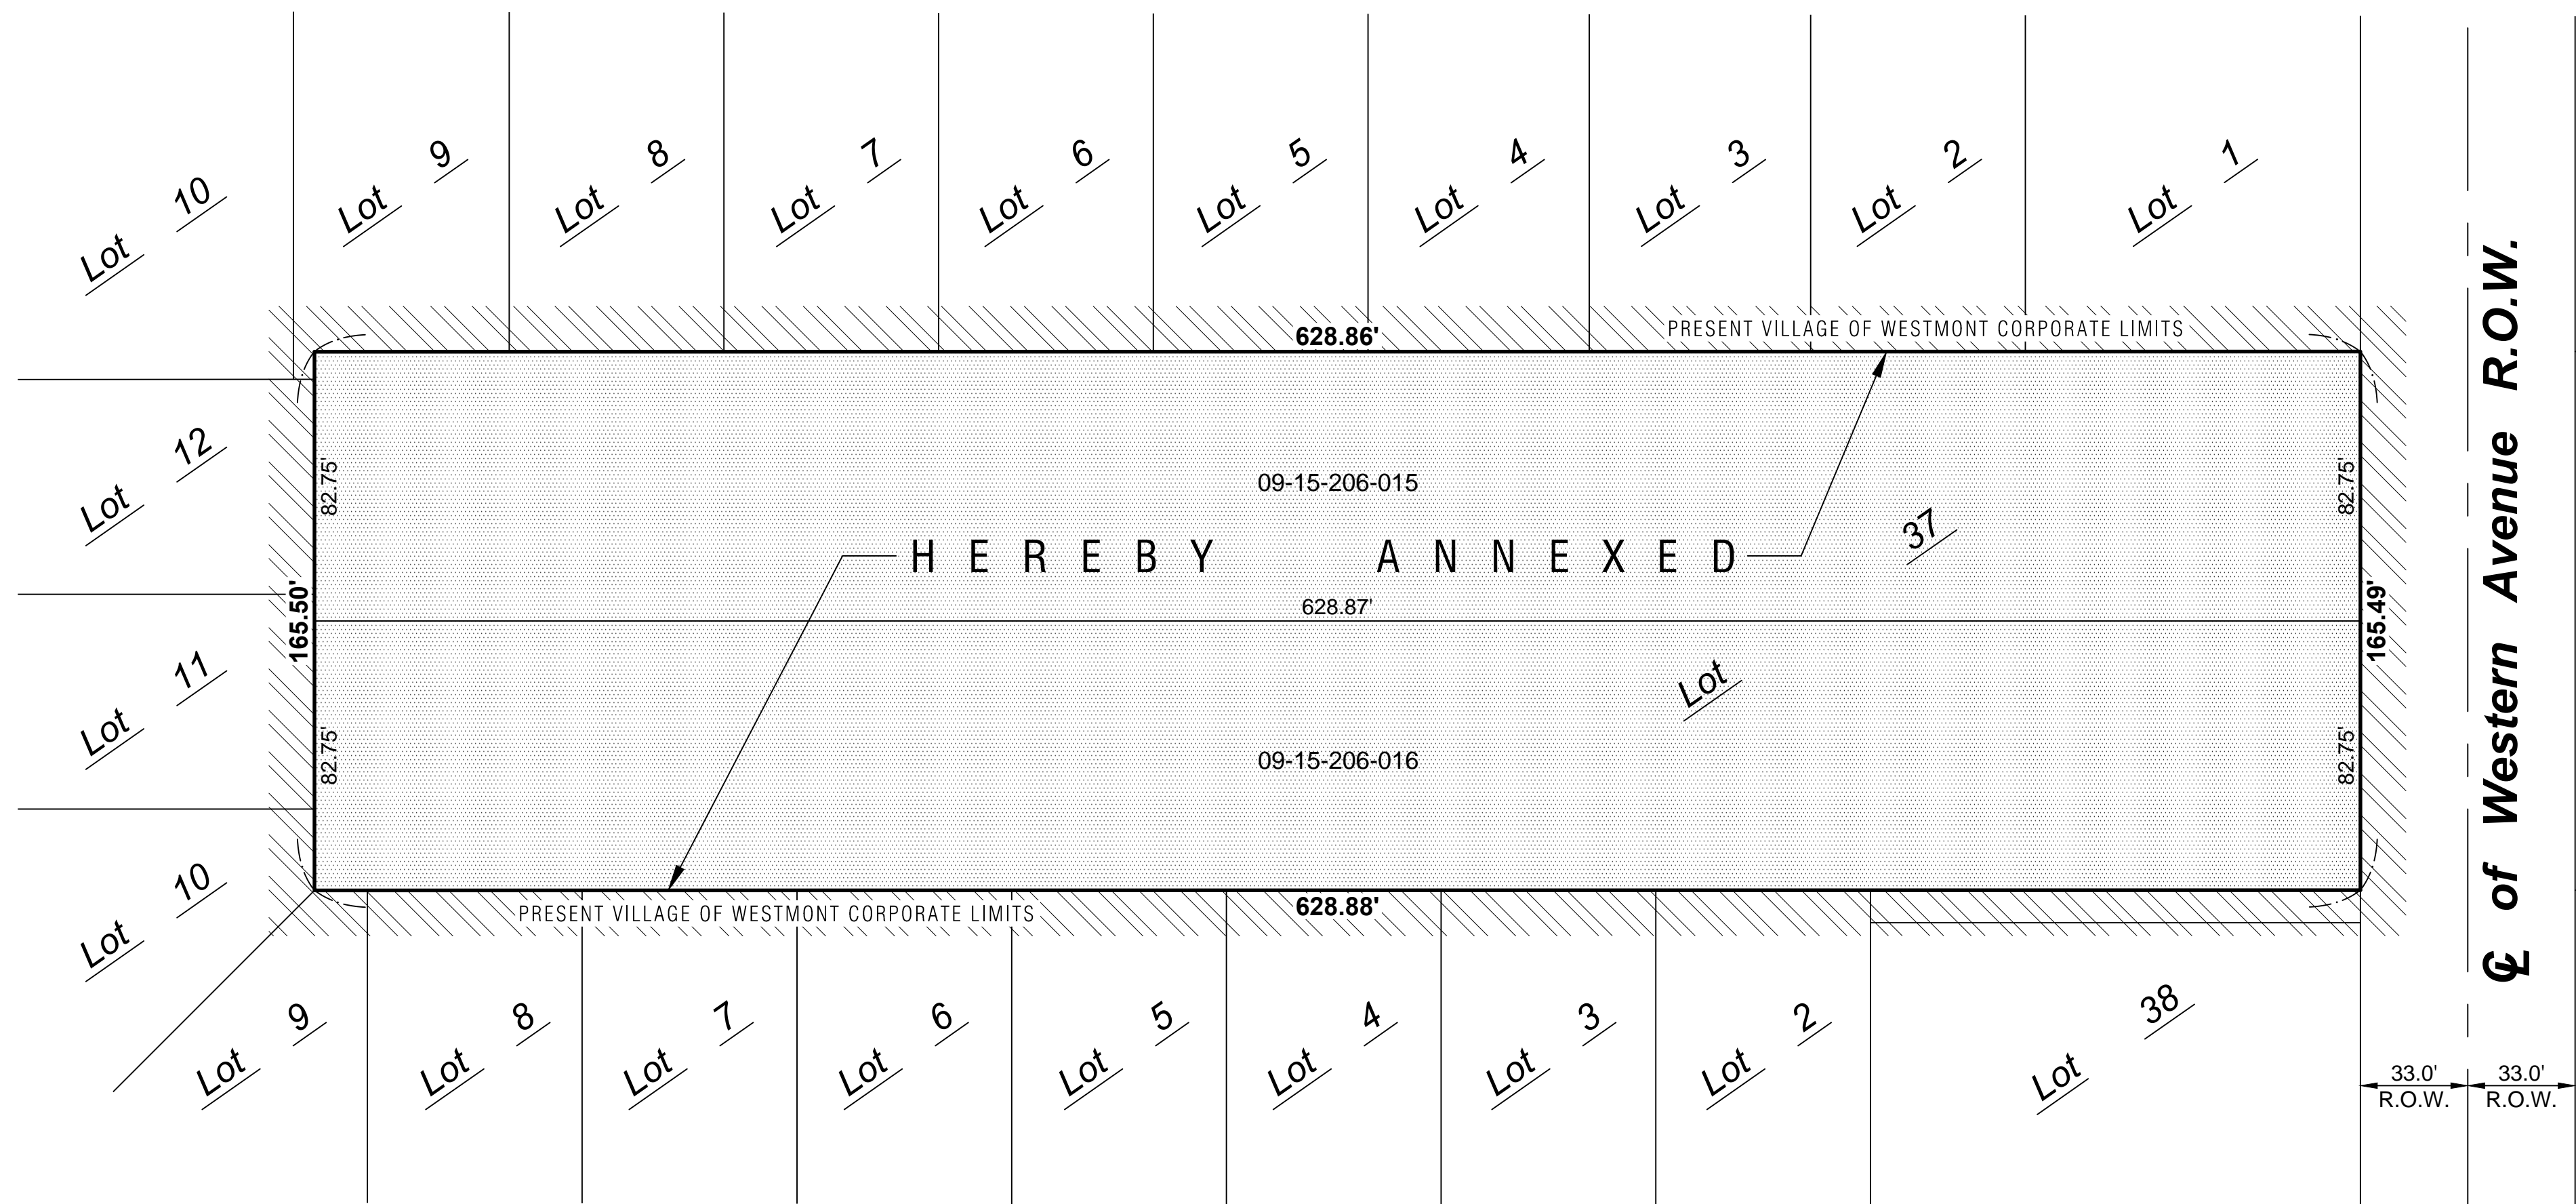 Lot 10
Lot 9
Lot 8
Lot 7
Lot 6
Lot 5
Lot 4
Lot 3
Lot 2
Lot 1
628.86'
PRESENT VILLAGE OF WESTMONT CORPORATE LIMITS
Lot 12
82.75'
09-15-206-015
82.75'
HEREBY ANNEXED
Lot 37
165.50'
628.87'
165.49'
Lot 11
82.75'
09-15-206-016
82.75'
Lot 10
PRESENT VILLAGE OF WESTMONT CORPORATE LIMITS
628.88'
Lot 9
Lot 8
Lot 7
Lot 6
Lot 5
Lot 4
Lot 3
Lot 2
Lot 38
℄ of Western Avenue R.O.W.
33.0'
R.O.W.
33.0'
R.O.W.